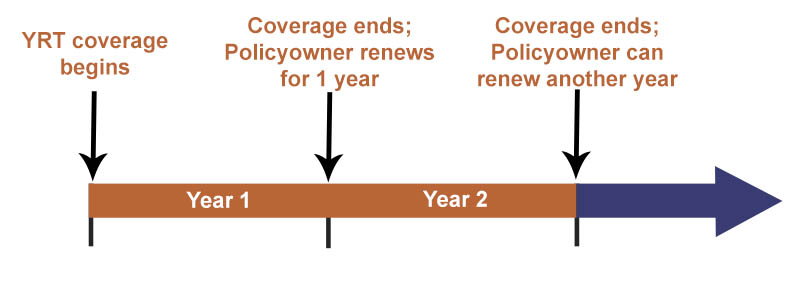 YRT coverage
begins
Coverage ends;
Policyowner renews
for 1 year
Coverage ends;
Policyowner can
renew another year
Year 1
Year 2